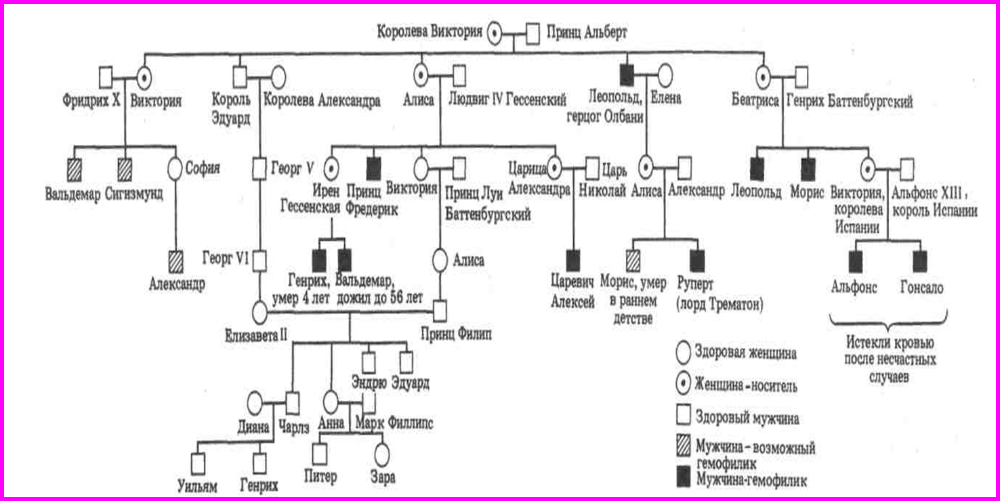 Королева Виктория
Принц Альберт
Фридрих X
Виктория
Король
Эдуард
Королева Александра
Алиса
Людвиг IV Гессенский
Леопольд,
герцог Олбани
Елена
Беатриса
Генрих Баттенбургский
Вальдемар
Сигизмунд
София
Георг V
Ирен
Гессенская
Принц
Фредерик
Виктория
Принц Луи
Баттенбургский
Царица
Александра
Царь
Николай
Алиса
Александр
Леопольд
Морис
Виктория,
королева
Испании
Альфонс XIII,
король Испании
Александр
Георг VI
Генрих,
умер 4 лет
Вальдемар,
дожил до 56 лет
Алиса
Царевич
Алексей
Морис, умер
в раннем
детстве
Руперт
(лорд Трематон)
Альфонс
Гонсало
Истекли кровью
после несчастных
случаев
Елизавета II
Принц Филип
Эндрю
Эдуард
Диана
Чарлз
Анна
Марк Филлипс
Уильям
Генрих
Питер
Зара
Здоровая женщина
Женщина-носитель
Здоровый мужчина
Мужчина-возможный
гемофилик
Мужчина-гемофилик